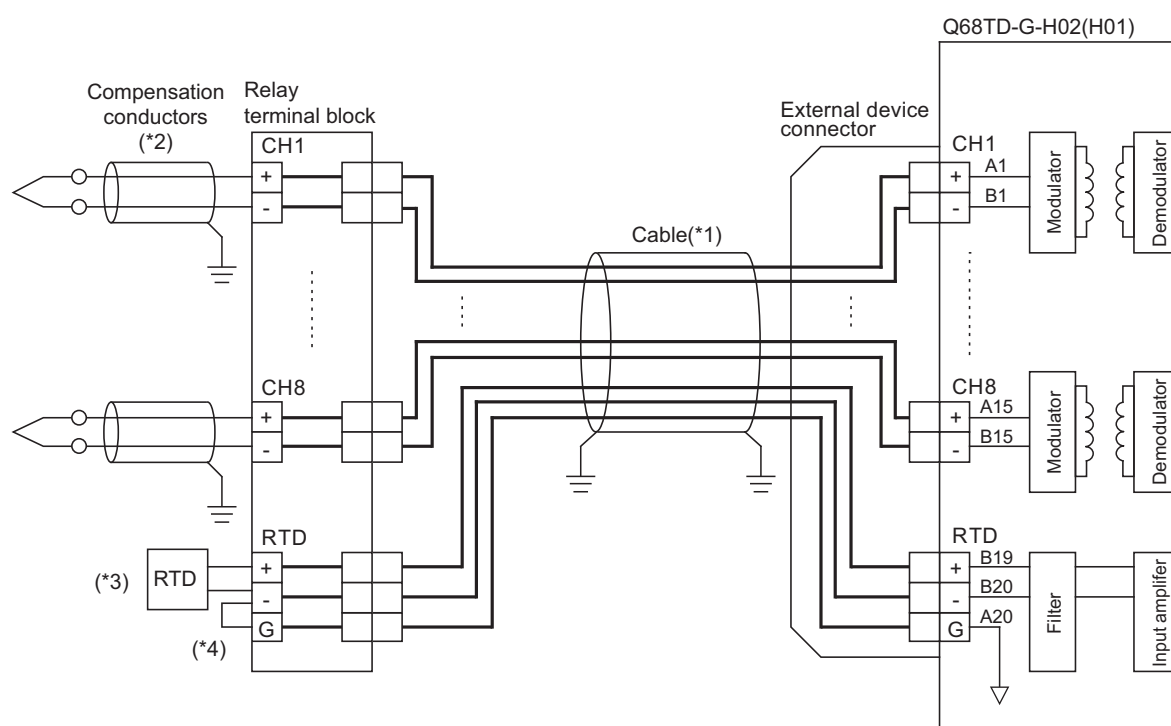 Q68TD-G-H02(H01)
Compensation
conductors
(*2)
Relay
terminal block
External device
connector
CH1
+
-
Cable(*1)
CH1
+
-
A1
B1
Modulator
Demodulator
CH8
+
-
CH8
+
-
A15
B15
Modulator
Demodulator
(*3)
RTD
RTD
+
-
G
(*4)
RTD
+
-
G
B19
B20
A20
Filter
Input amplifer